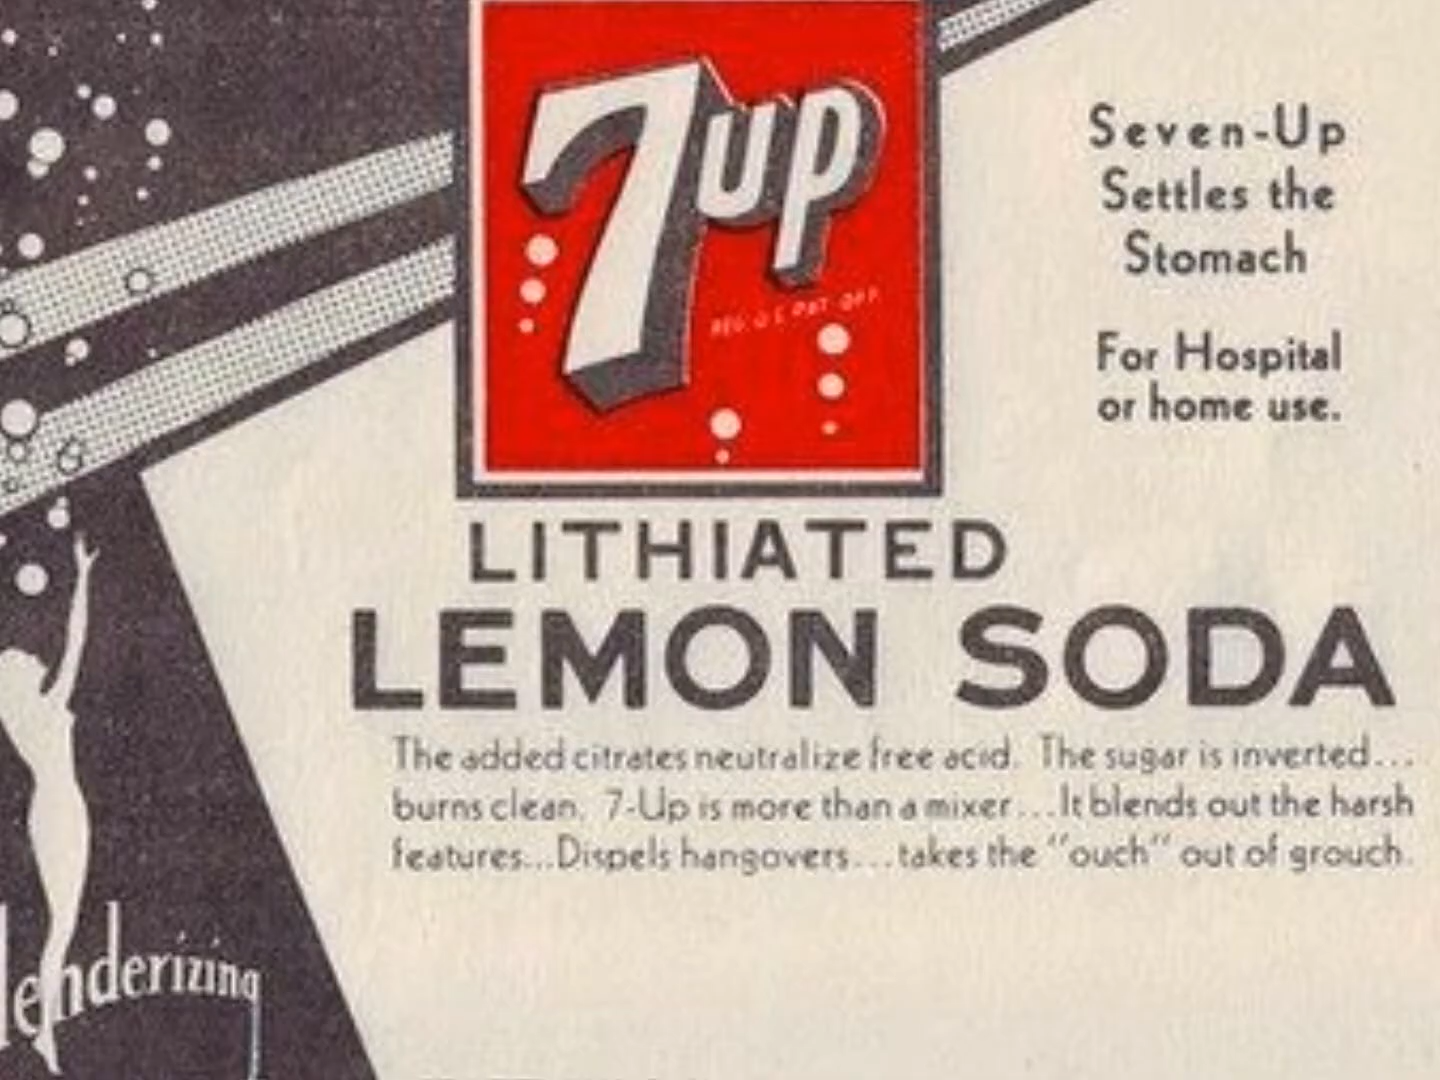 7up
REG. U.S. PAT. OFF.
Seven-Up
Settles the
Stomach
For Hospital
or home use.
LITHIATED
LEMON SODA
The added citrates neutralize free acid. The sugar is inverted...
burns clean. 7-Up is more than a mixer...It blends out the harsh
features...Dispels hangovers...takes the "ouch" out of grouch.
lenderizing